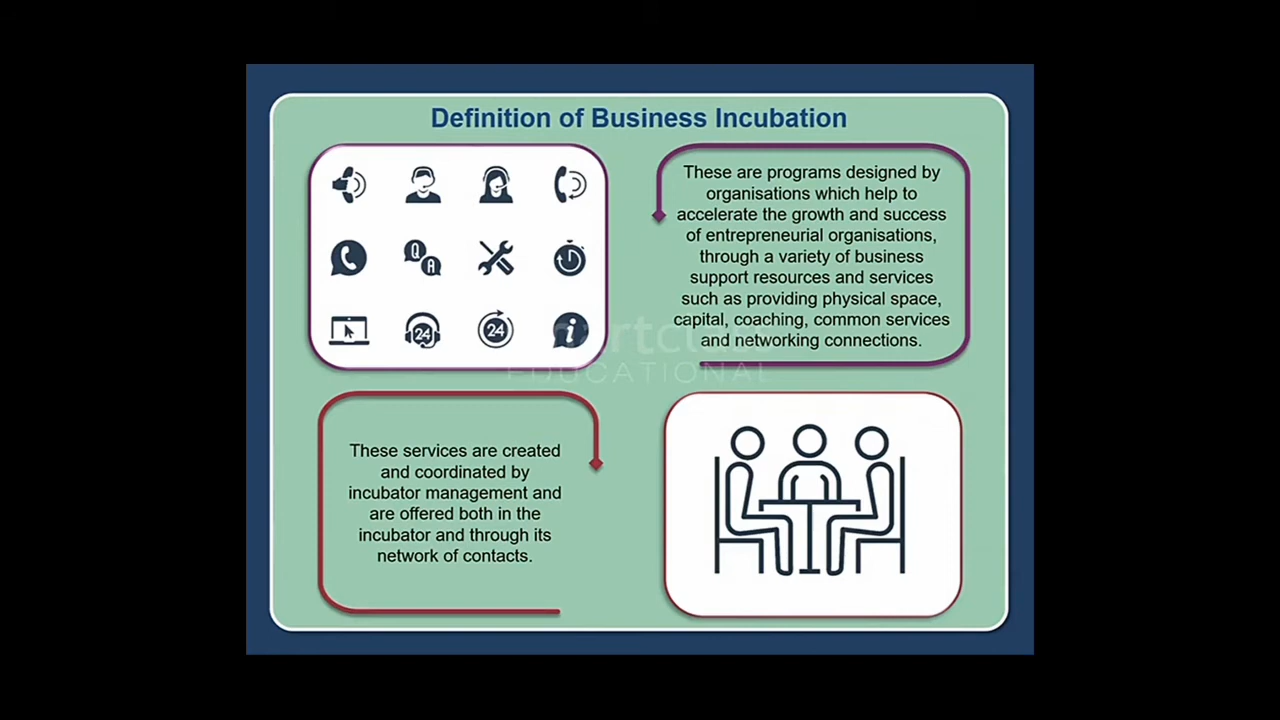 Definition of Business Incubation
These are programs designed by
organisations which help to
accelerate the growth and success
of entrepreneurial organisations,
through a variety of business
support resources and services
such as providing physical space,
capital, coaching, common services
and networking connections.
Q
A
24
24
i
EDUCATIONAL
These services are created
and coordinated by
incubator management and
are offered both in the
incubator and through its
network of contacts.